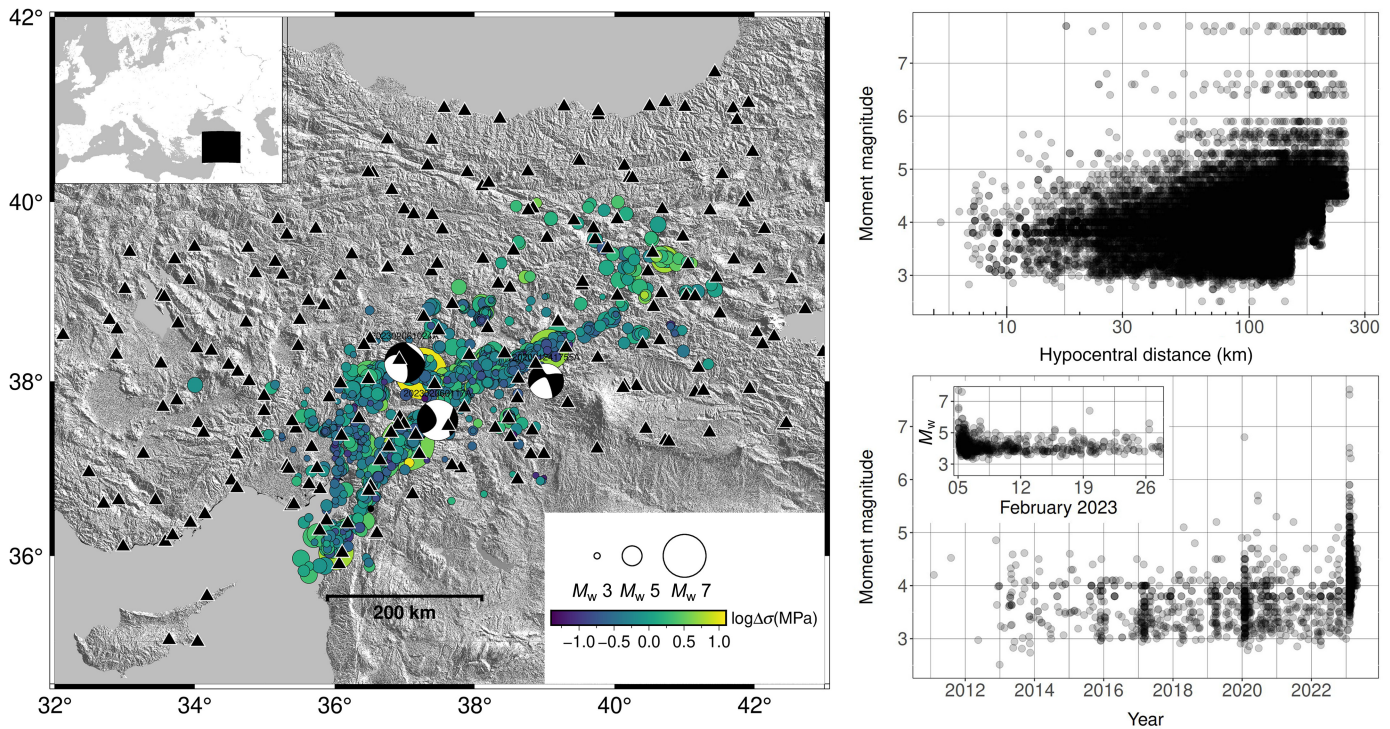 42°
40°
38°
36°
32°
34°
36°
38°
40°
42°
200 km
Mw 3 Mw 5 Mw 7
logΔσ(MPa)
−1.0 −0.5 0.0 0.5 1.0
Moment magnitude
7
6
5
4
3
10 30 100 300
Hypocentral distance (km)
Moment magnitude
7
6
5
4
3
Mw
7
5
3
05 12 19 26
February 2023
2012 2014 2016 2018 2020 2022
Year